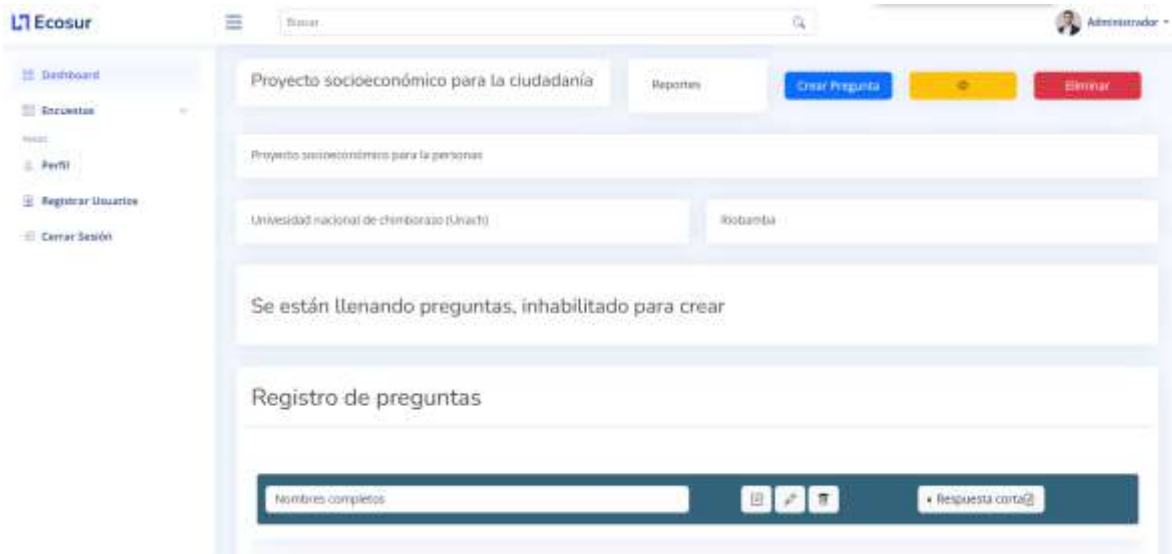 Ecosur
Buscar
Administrador
Dashboard
Encuestas
Perfil
Registrar Usuarios
Cerrar Sesión
Proyecto socioeconómico para la ciudadanía
Reportes
Crear Pregunta
Eliminar
Proyecto socioeconómico para la personas
Univesidad nacional de chimborazo (Unach)
Riobamba
Se están llenando preguntas, inhabilitado para crear
Registro de preguntas
Nombres completos
Respuesta corta